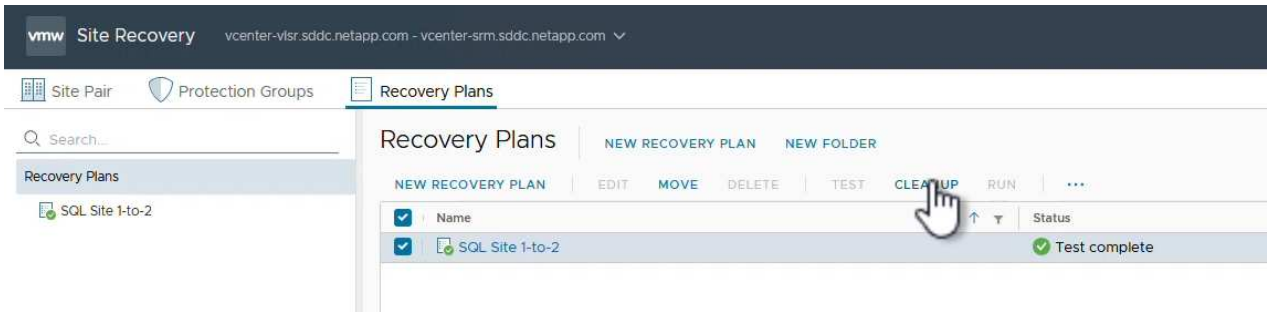 vmw Site Recovery vcenter-vlsr.sddc.netapp.com - vcenter-srm.sddc.netapp.com
Site Pair Protection Groups Recovery Plans
Search...
Recovery Plans
SQL Site 1-to-2
Recovery Plans NEW RECOVERY PLAN NEW FOLDER
NEW RECOVERY PLAN EDIT MOVE DELETE TEST CLEANUP RUN ...
Name Status
SQL Site 1-to-2 Test complete